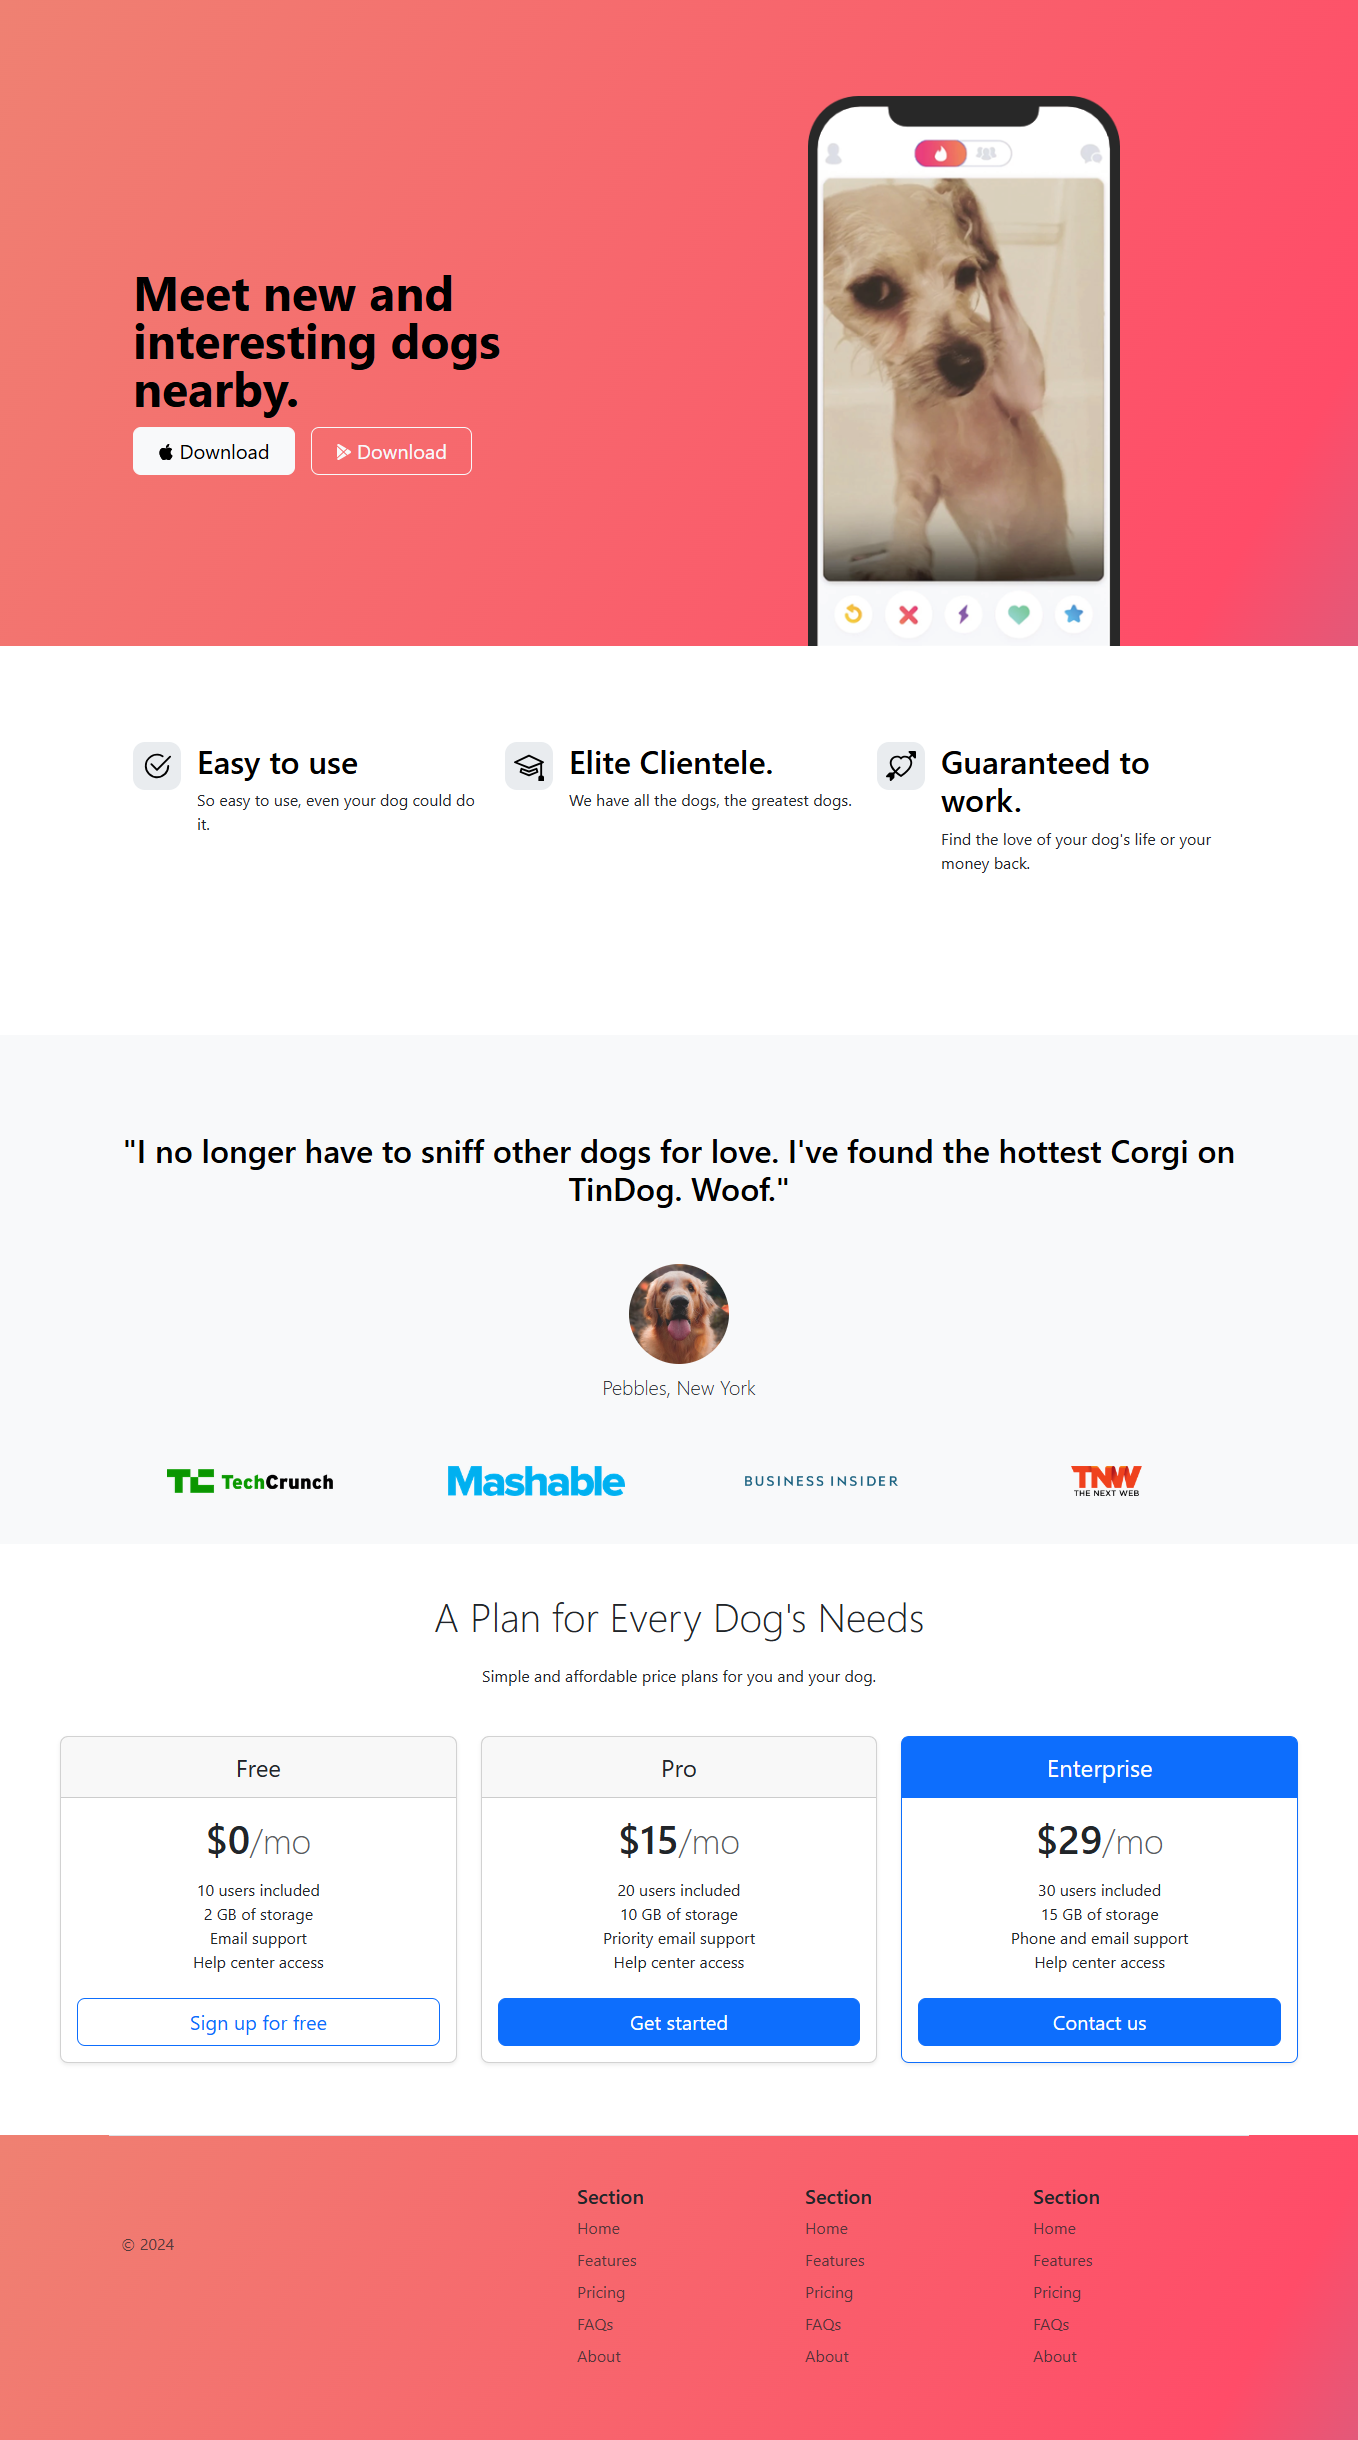 Meet new and
interesting dogs
nearby.
Download
Download
Easy to use
So easy to use, even your dog could do
it.
Elite Clientele.
We have all the dogs, the greatest dogs.
Guaranteed to
work.
Find the love of your dog's life or your
money back.
"I no longer have to sniff other dogs for love. I've found the hottest Corgi on
TinDog. Woof."
Pebbles, New York
TC TechCrunch
Mashable
BUSINESS INSIDER
TNW
THE NEXT WEB
A Plan for Every Dog's Needs
Simple and affordable price plans for you and your dog.
Free
$0/mo
10 users included
2 GB of storage
Email support
Help center access
Sign up for free
Pro
$15/mo
20 users included
10 GB of storage
Priority email support
Help center access
Get started
Enterprise
$29/mo
30 users included
15 GB of storage
Phone and email support
Help center access
Contact us
© 2024
Section
Home
Features
Pricing
FAQs
About
Section
Home
Features
Pricing
FAQs
About
Section
Home
Features
Pricing
FAQs
About